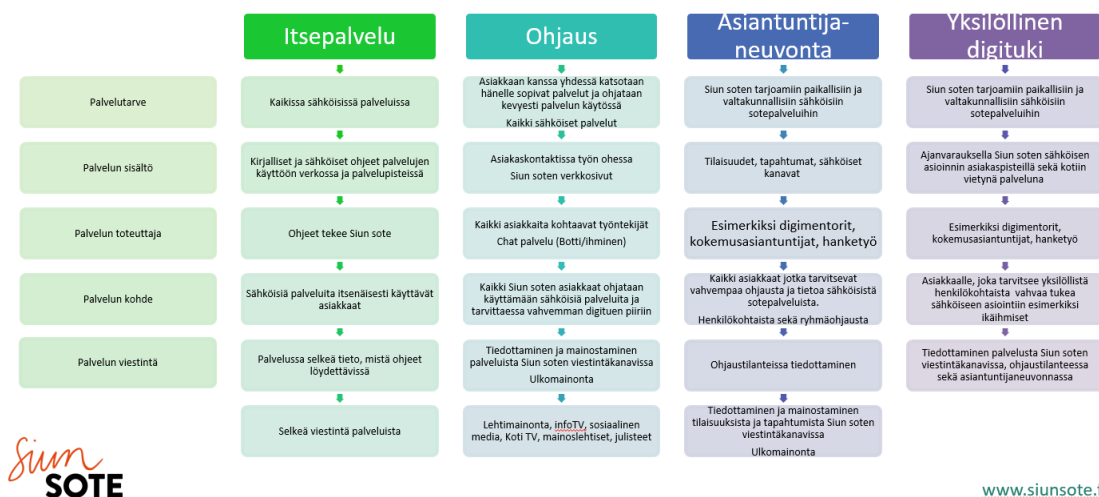 Itsepalvelu
Ohjaus
Asiantuntija-
neuvonta
Yksilöllinen
digituki
Palvelutarve
Kaikissa sähköisissä palveluissa
Asiakkaan kanssa yhdessä katsotaan
hänelle sopivat palvelut ja ohjataan
kevyesti palvelun käytössä
Kaikki sähköiset palvelut
Siun soten tarjoamiin paikallisiin ja
valtakunnallisiin sähköisiin
sotepalveluihin
Siun soten tarjoamiin paikallisiin ja
valtakunnallisiin sähköisiin
sotepalveluihin
Palvelun sisältö
Kirjalliset ja sähköiset ohjeet palvelujen
käyttöön verkossa ja palvelupisteissä
Asiakaskontaktissa työn ohessa
Siun soten verkkosivut
Tilaisuudet, tapahtumat, sähköiset
kanavat
Ajanvarauksella Siun soten sähköisen
asioinnin asiakaspisteillä sekä kotiin
vietynä palveluna
Palvelun toteuttaja
Ohjeet tekee Siun sote
Kaikki asiakkaita kohtaavat työntekijät
Chat palvelu (Botti/ihminen)
Esimerkiksi digimentorit,
kokemusasiantuntijat, hanketyö
Esimerkiksi digimentorit,
kokemusasiantuntijat, hanketyö
Palvelun kohde
Sähköisiä palveluita itsenäisesti käyttävät
asiakkaat
Kaikki Siun soten asiakkaat ohjataan
käyttämään sähköisiä palveluita ja
tarvittaessa vahvemman digituen piiriin
Kaikki asiakkaat jotka tarvitsevat
vahvempaa ohjausta ja tietoa sähköisistä
sotepalveluista.
Henkilökohtaista sekä ryhmäohjausta
Asiakkaalle, joka tarvitsee yksilöllistä
henkilökohtaista vahvaa tukea
sähköiseen asiointiin esimerkiksi
ikäihmiset
Palvelun viestintä
Palvelussa selkeä tieto, mistä ohjeet
löydettävissä
Tiedottaminen ja mainostaminen
palveluista Siun soten viestintäkanavissa
Ulkomainonta
Ohjaustilanteissa tiedottaminen
Tiedottaminen palvelusta Siun soten
viestintäkanavissa, ohjaustilanteessa
sekä asiantuntijaneuvonnassa
Selkeä viestintä palveluista
Lehtimainonta, infoTV, sosiaalinen
media, Koti TV, mainoslehtiset, julisteet
Tiedottaminen ja mainostaminen
tilaisuuksista ja tapahtumista Siun soten
viestintäkanavissa
Ulkomainonta
Siun
SOTE
www.siunsote.f